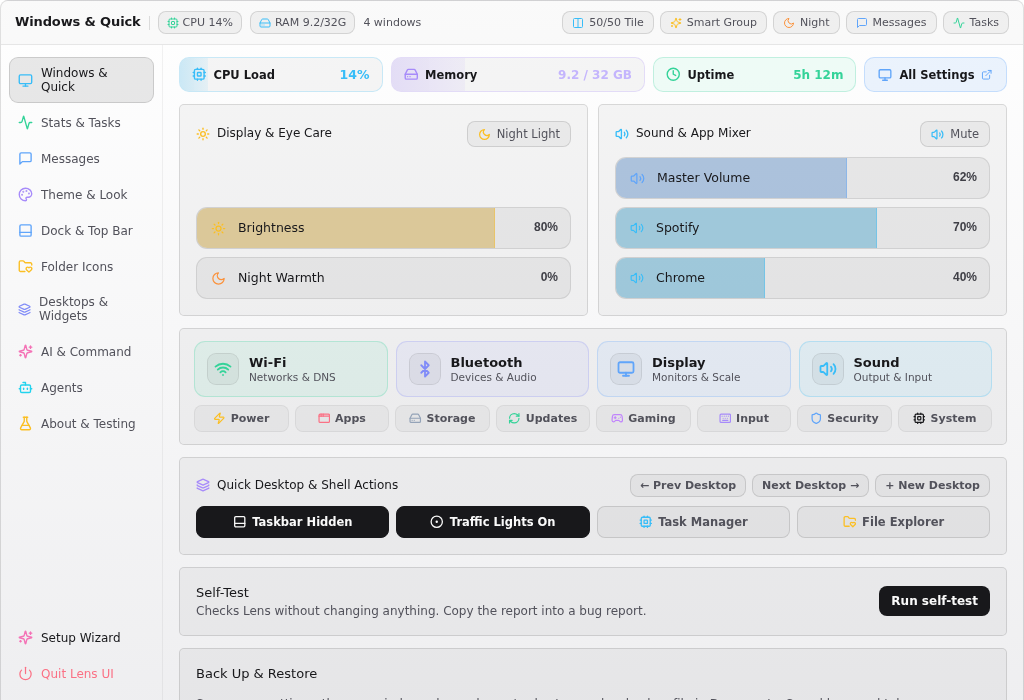 Windows & Quick
CPU 14%
RAM 9.2/32G
4 windows
50/50 Tile
Smart Group
Night
Messages
Tasks
Windows &
Quick
Stats & Tasks
Messages
Theme & Look
Dock & Top Bar
Folder Icons
Desktops &
Widgets
AI & Command
Agents
About & Testing
Setup Wizard
Quit Lens UI
CPU Load 14%
Memory 9.2 / 32 GB
Uptime 5h 12m
All Settings
Display & Eye Care
Night Light
Brightness 80%
Night Warmth 0%
Sound & App Mixer
Mute
Master Volume 62%
Spotify 70%
Chrome 40%
Wi-Fi
Networks & DNS
Bluetooth
Devices & Audio
Display
Monitors & Scale
Sound
Output & Input
Power
Apps
Storage
Updates
Gaming
Input
Security
System
Quick Desktop & Shell Actions
← Prev Desktop
Next Desktop →
+ New Desktop
Taskbar Hidden
Traffic Lights On
Task Manager
File Explorer
Self-Test
Checks Lens without changing anything. Copy the report into a bug report.
Run self-test
Back Up & Restore